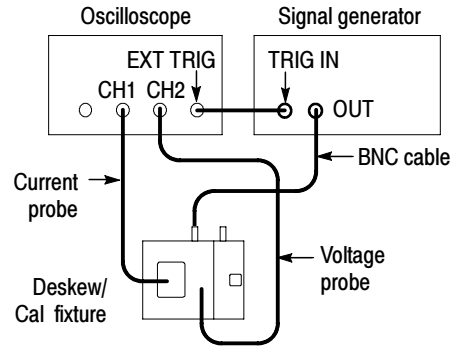 Oscilloscope
Signal generator
EXT TRIG
TRIG IN
CH1 CH2
OUT
BNC cable
Current
probe
Voltage
probe
Deskew/
Cal fixture